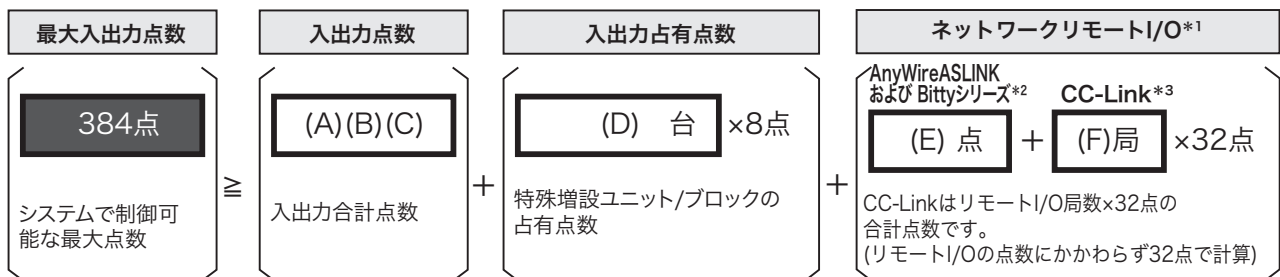 最大入出力点数
384点
システムで制御可
能な最大点数
≧
入出力点数
(A)(B)(C)
入出力合計点数
+
入出力占有点数
(D) 台 ×8点
特殊増設ユニット/ブロックの
占有点数
+
ネットワークリモートI/O*1
AnyWireASLINK
および Bittyシリーズ*2
CC-Link*3
(E) 点 + (F)局 ×32点
CC-LinkはリモートI/O局数×32点の
合計点数です。
(リモートI/Oの点数にかかわらず32点で計算)